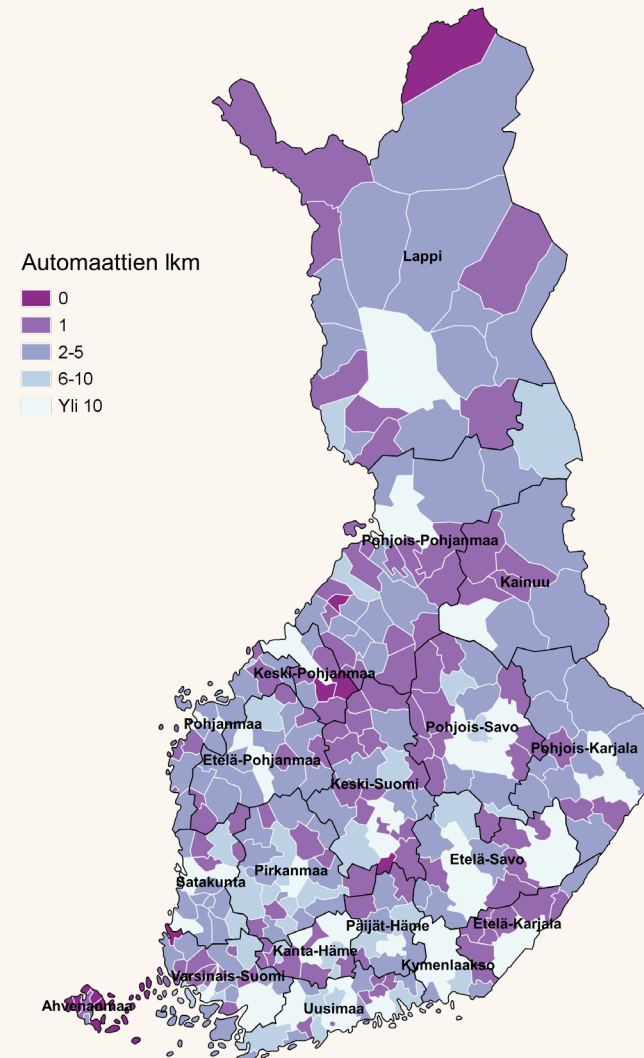 Automaattien lkm
0
1
2-5
6-10
Yli 10
Lappi
Pohjois-Pohjanmaa
Kainuu
Keski-Pohjanmaa
Pohjanmaa
Pohjois-Savo
Pohjois-Karjala
Etelä-Pohjanmaa
Keski-Suomi
Etelä-Savo
Pirkanmaa
Satakunta
Päijät-Häme
Etelä-Karjala
Kanta-Häme
Kymenlaakso
Varsinais-Suomi
Ahvenanmaa
Uusimaa